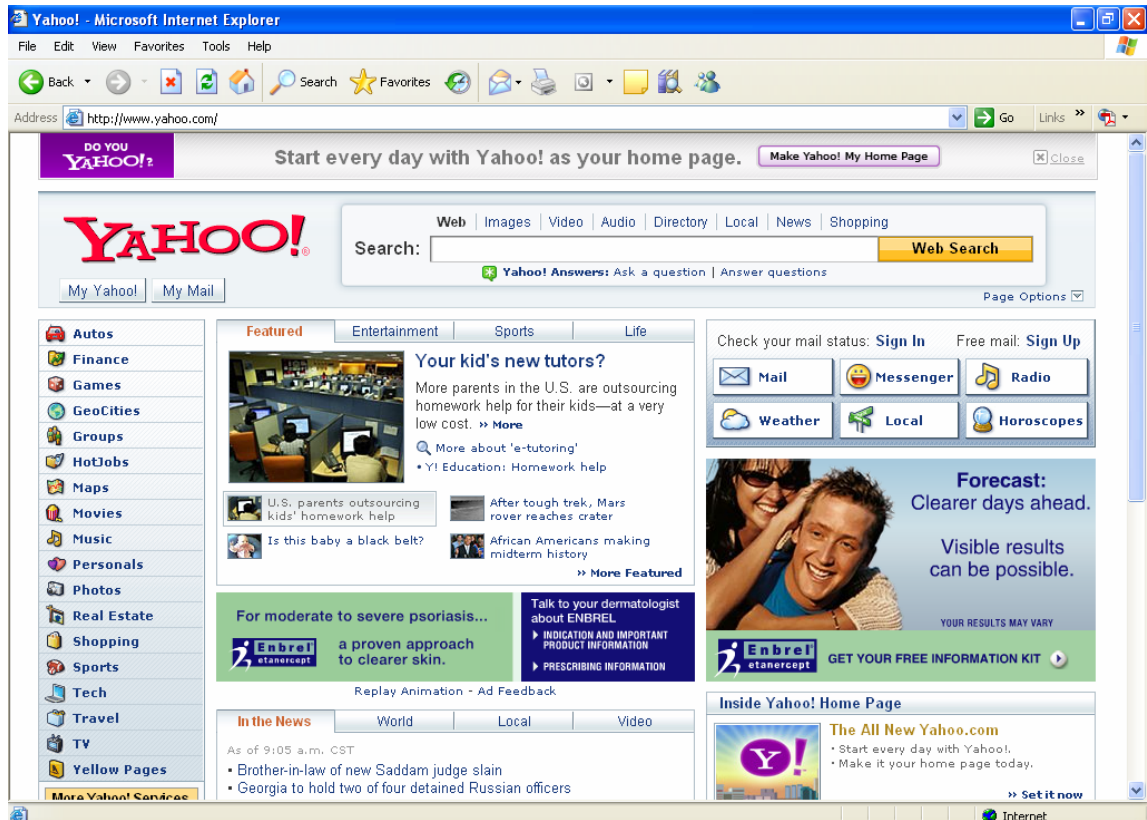 Yahoo! - Microsoft Internet Explorer
File Edit View Favorites Tools Help
Back Search Favorites
Address http://www.yahoo.com/ Go Links »
DO YOU
YAHOO!?
Start every day with Yahoo! as your home page. Make Yahoo! My Home Page Close
YAHOO!
My Yahoo! My Mail
Web | Images | Video | Audio | Directory | Local | News | Shopping
Search: Web Search
Yahoo! Answers: Ask a question | Answer questions
Page Options
Autos
Finance
Games
GeoCities
Groups
HotJobs
Maps
Movies
Music
Personals
Photos
Real Estate
Shopping
Sports
Tech
Travel
TV
Yellow Pages
More Yahoo! Services
Featured Entertainment Sports Life
Your kid's new tutors?
More parents in the U.S. are outsourcing
homework help for their kids—at a very
low cost. » More
More about 'e-tutoring'
• Y! Education: Homework help
U.S. parents outsourcing
kids' homework help
After tough trek, Mars
rover reaches crater
Is this baby a black belt?
African Americans making
midterm history
» More Featured
For moderate to severe psoriasis...
Enbrel
etanercept
a proven approach
to clearer skin.
Talk to your dermatologist
about ENBREL
INDICATION AND IMPORTANT
PRODUCT INFORMATION
PRESCRIBING INFORMATION
Replay Animation - Ad Feedback
In the News World Local Video
As of 9:05 a.m. CST
• Brother-in-law of new Saddam judge slain
• Georgia to hold two of four detained Russian officers
Check your mail status: Sign In Free mail: Sign Up
Mail Messenger Radio
Weather Local Horoscopes
Forecast:
Clearer days ahead.
Visible results
can be possible.
YOUR RESULTS MAY VARY
Enbrel
etanercept
GET YOUR FREE INFORMATION KIT
Inside Yahoo! Home Page
Y!
The All New Yahoo.com
• Start every day with Yahoo!.
• Make it your home page today.
» Set it now
Internet